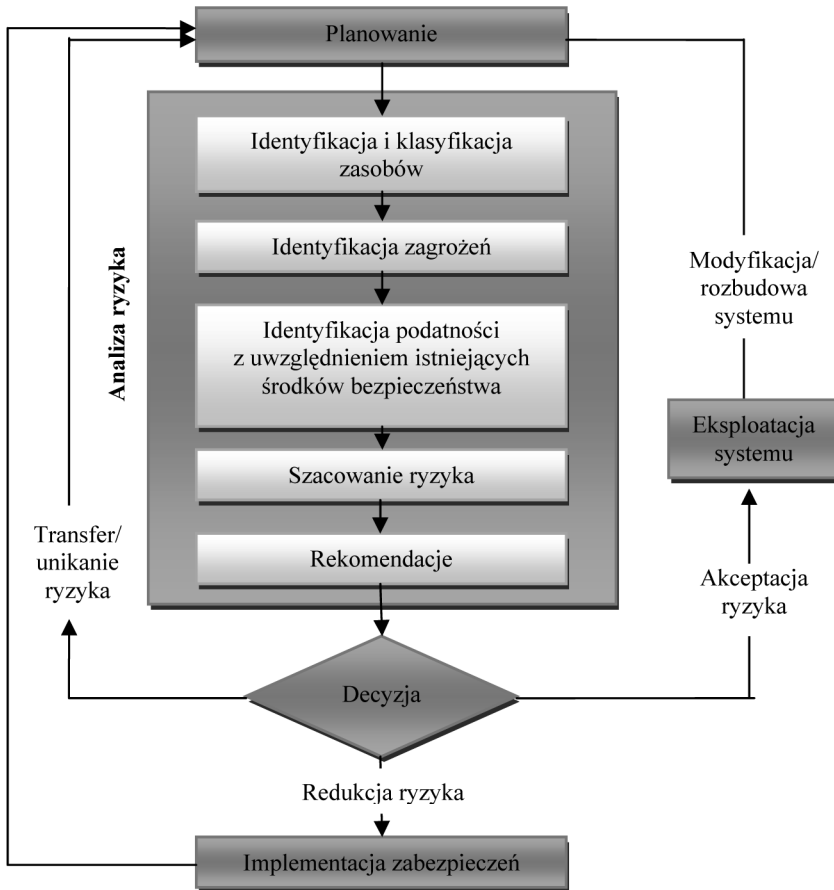 Planowanie
Identyfikacja i klasyfikacja
zasobów
Identyfikacja zagrożeń
Identyfikacja podatności
z uwzględnieniem istniejących
środków bezpieczeństwa
Szacowanie ryzyka
Rekomendacje
Analiza ryzyka
Modyfikacja/
rozbudowa
systemu
Eksploatacja
systemu
Transfer/
unikanie
ryzyka
Akceptacja
ryzyka
Decyzja
Redukcja ryzyka
Implementacja zabezpieczeń